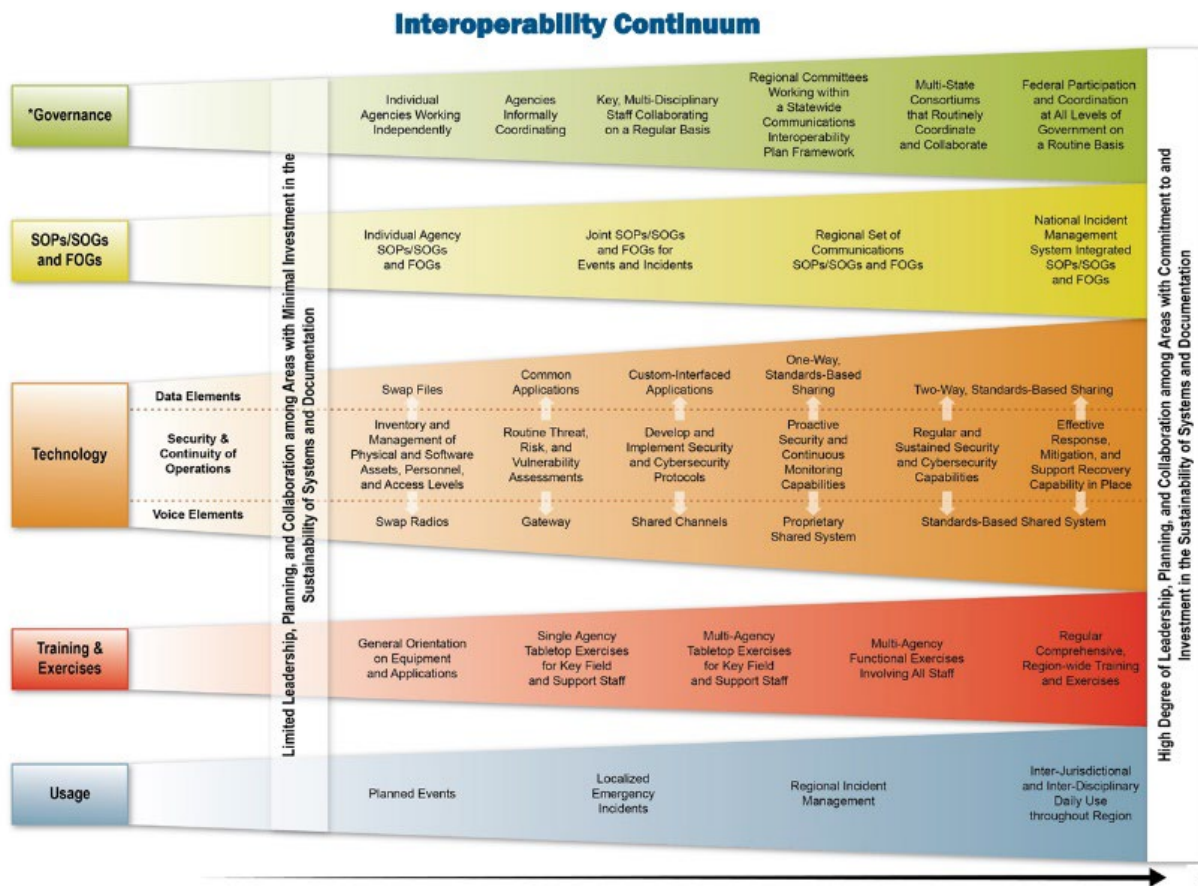 Interoperability Continuum
*Governance
Individual
Agencies Working
Independently
Agencies
Informally
Coordinating
Key, Multi-Disciplinary
Staff Collaborating
on a Regular Basis
Regional Committees
Working within
a Statewide
Communications
Interoperability
Plan Framework
Multi-State
Consortiums
that Routinely
Coordinate
and Collaborate
Federal Participation
and Coordination
at All Levels of
Government on
a Routine Basis
SOPs/SOGs
and FOGs
Individual Agency
SOPs/SOGs
and FOGs
Joint SOPs/SOGs
and FOGs for
Events and Incidents
Regional Set of
Communications
SOPs/SOGs and FOGs
National Incident
Management
System Integrated
SOPs/SOGs
and FOGs
Technology
Data Elements
Swap Files
Common
Applications
Custom-Interfaced
Applications
One-Way,
Standards-Based
Sharing
Two-Way, Standards-Based Sharing
Security &
Continuity of
Operations
Inventory and
Management of
Physical and Software
Assets, Personnel,
and Access Levels
Routine Threat,
Risk, and
Vulnerability
Assessments
Develop and
Implement Security
and Cybersecurity
Protocols
Proactive
Security and
Continuous
Monitoring
Capabilities
Regular and
Sustained Security
and Cybersecurity
Capabilities
Effective
Response,
Mitigation, and
Support Recovery
Capability in Place
Voice Elements
Swap Radios
Gateway
Shared Channels
Proprietary
Shared System
Standards-Based Shared System
Training &
Exercises
General Orientation
on Equipment
and Applications
Single Agency
Tabletop Exercises
for Key Field
and Support Staff
Multi-Agency
Tabletop Exercises
for Key Field
and Support Staff
Multi-Agency
Functional Exercises
Involving All Staff
Regular
Comprehensive,
Region-wide Training
and Exercises
Usage
Planned Events
Localized
Emergency
Incidents
Regional Incident
Management
Inter-Jurisdictional
and Inter-Disciplinary
Daily Use
throughout Region
Limited Leadership, Planning, and Collaboration among Areas with Minimal Investment in the
Sustainability of Systems and Documentation
High Degree of Leadership, Planning, and Collaboration among Areas with Commitment to and
Investment in the Sustainability of Systems and Documentation